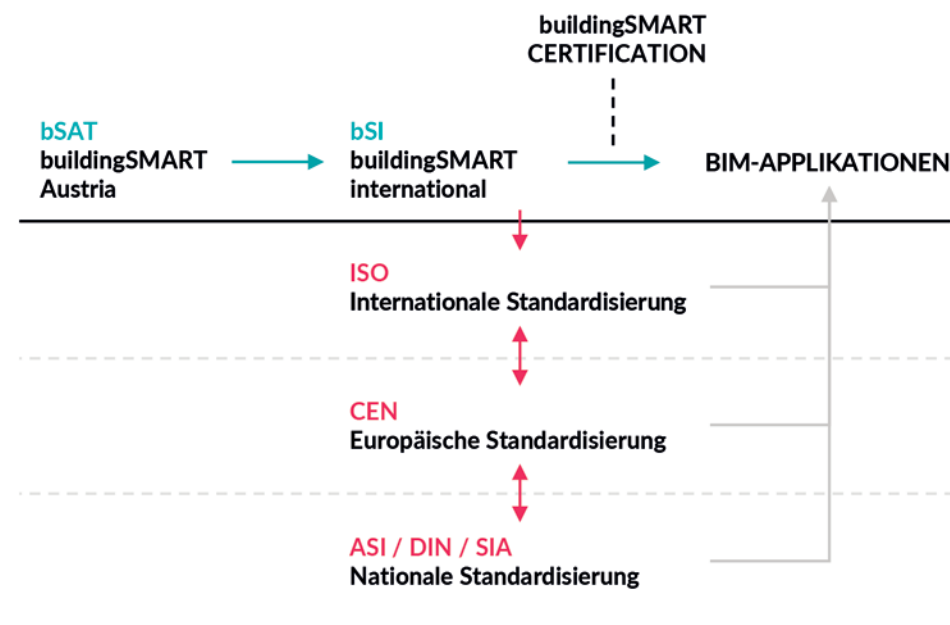 buildingSMART
CERTIFICATION
bSAT
buildingSMART
Austria
bSI
buildingSMART
international
BIM-APPLIKATIONEN
ISO
Internationale Standardisierung
CEN
Europäische Standardisierung
ASI / DIN / SIA
Nationale Standardisierung